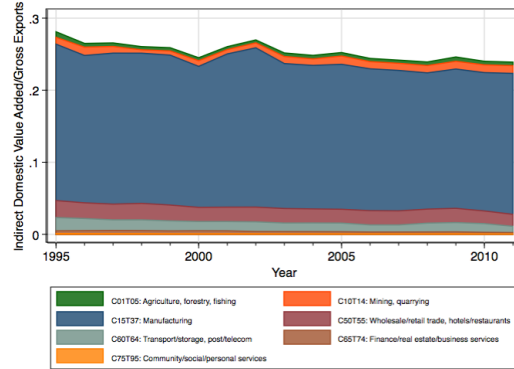 Indirect Domestic Value Added/Gross Exports
.3
.2
.1
0
1995
2000
2005
2010
Year
C01T05: Agriculture, forestry, fishing
C10T14: Mining, quarrying
C15T37: Manufacturing
C50T55: Wholesale/retail trade, hotels/restaurants
C60T64: Transport/storage, post/telecom
C65T74: Finance/real estate/business services
C75T95: Community/social/personal services